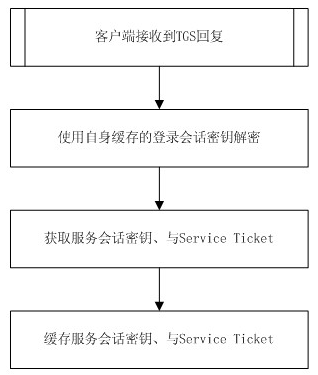 客户端接收到TGS回复
使用自身缓存的登录会话密钥解密
获取服务会话密钥、与Service Ticket
缓存服务会话密钥、与Service Ticket